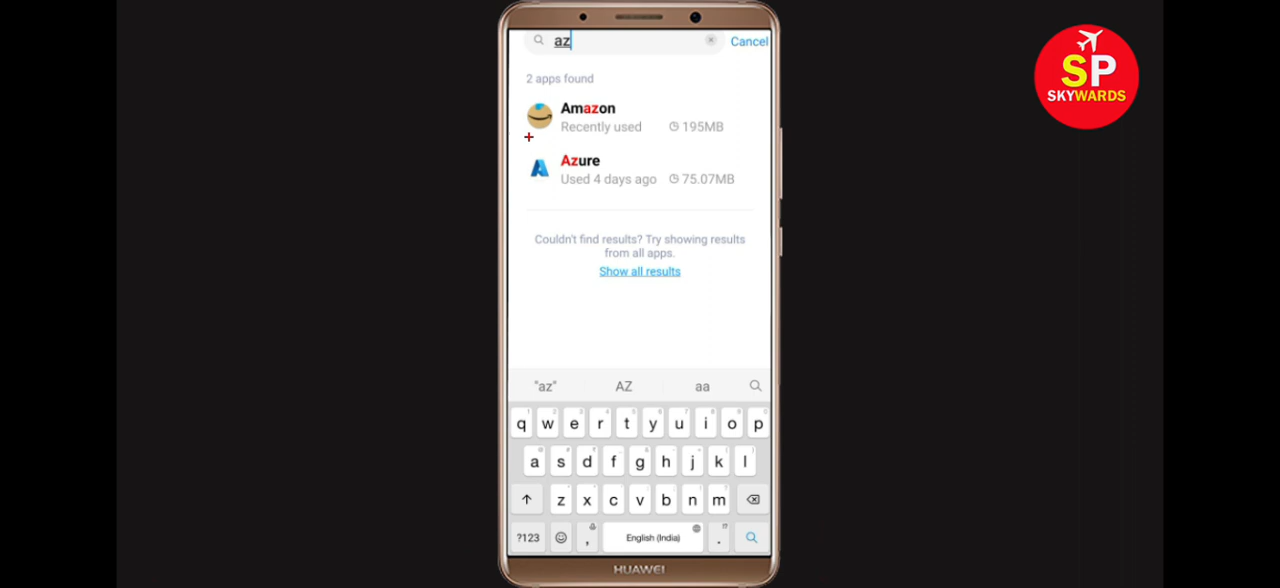 az
Cancel
2 apps found
Amazon
Recently used 195MB
Azure
Used 4 days ago 75.07MB
Couldn't find results? Try showing results
from all apps.
Show all results
"az" AZ aa
q w e r t y u i o p
a s d f g h j k l
z x c v b n m
?123 , English (India) .
HUAWEI
SP
SKYWARDS